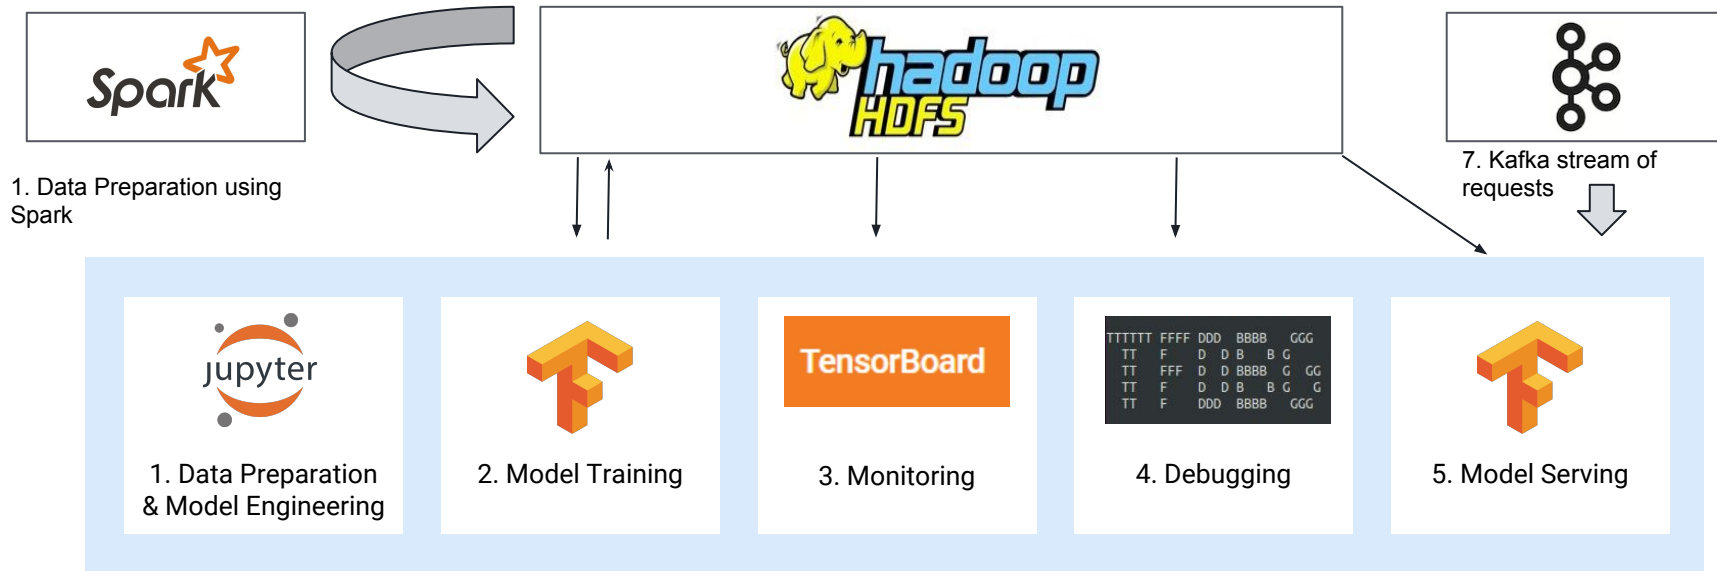 Spark
hadoop
HDFS
1. Data Preparation using
Spark
7. Kafka stream of
requests
jupyter
TensorBoard
TTTTTT FFFF DDD  BBBB   GGG
  TT   F    D  D B   B G
  TT   FFF  D  D BBBB  G  GG
  TT   F    D  D B   B G   G
  TT   F    DDD  BBBB   GGG
1. Data Preparation
& Model Engineering
2. Model Training
3. Monitoring
4. Debugging
5. Model Serving